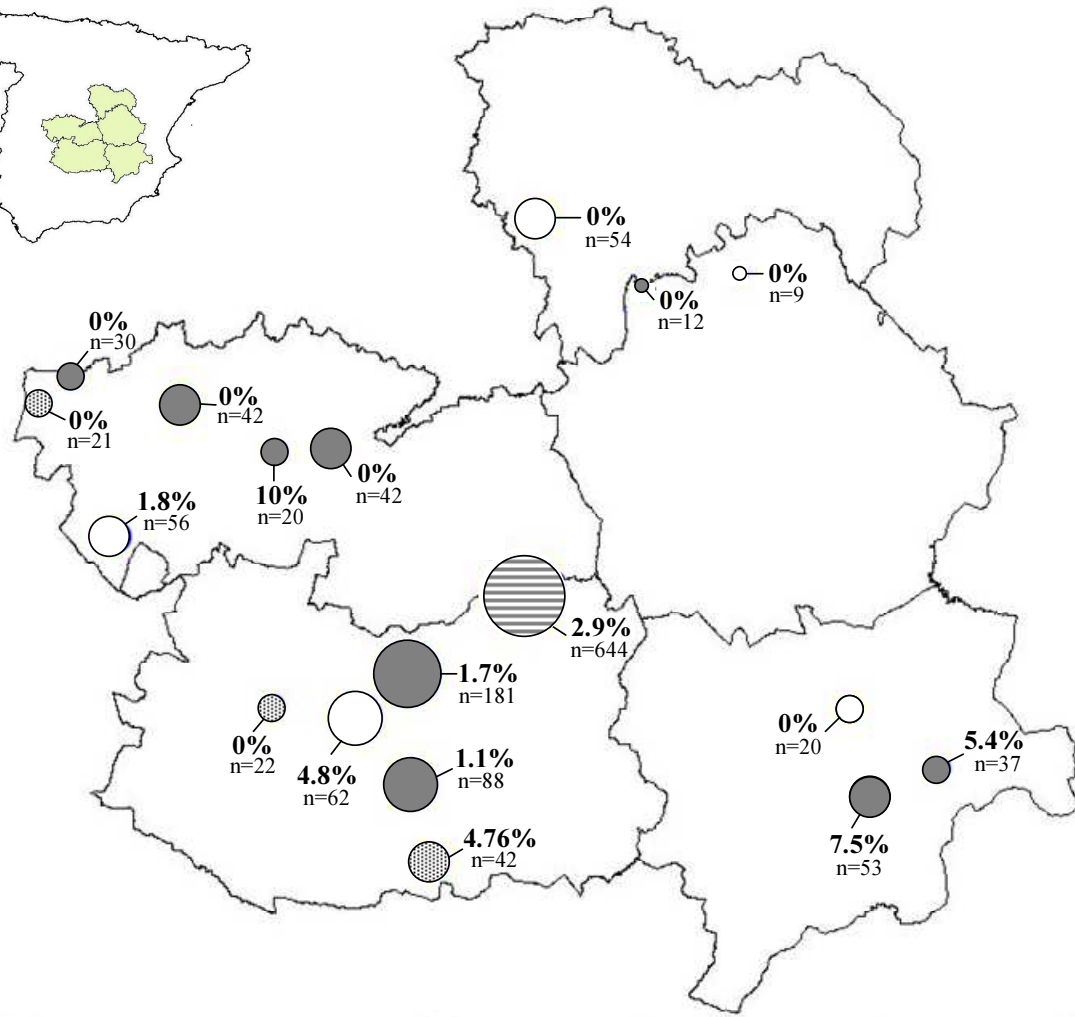 0%
n=54
0%
n=9
0%
n=12
0%
n=30
0%
n=21
0%
n=42
10%
n=20
0%
n=42
1.8%
n=56
2.9%
n=644
1.7%
n=181
0%
n=22
4.8%
n=62
1.1%
n=88
4.76%
n=42
0%
n=20
5.4%
n=37
7.5%
n=53